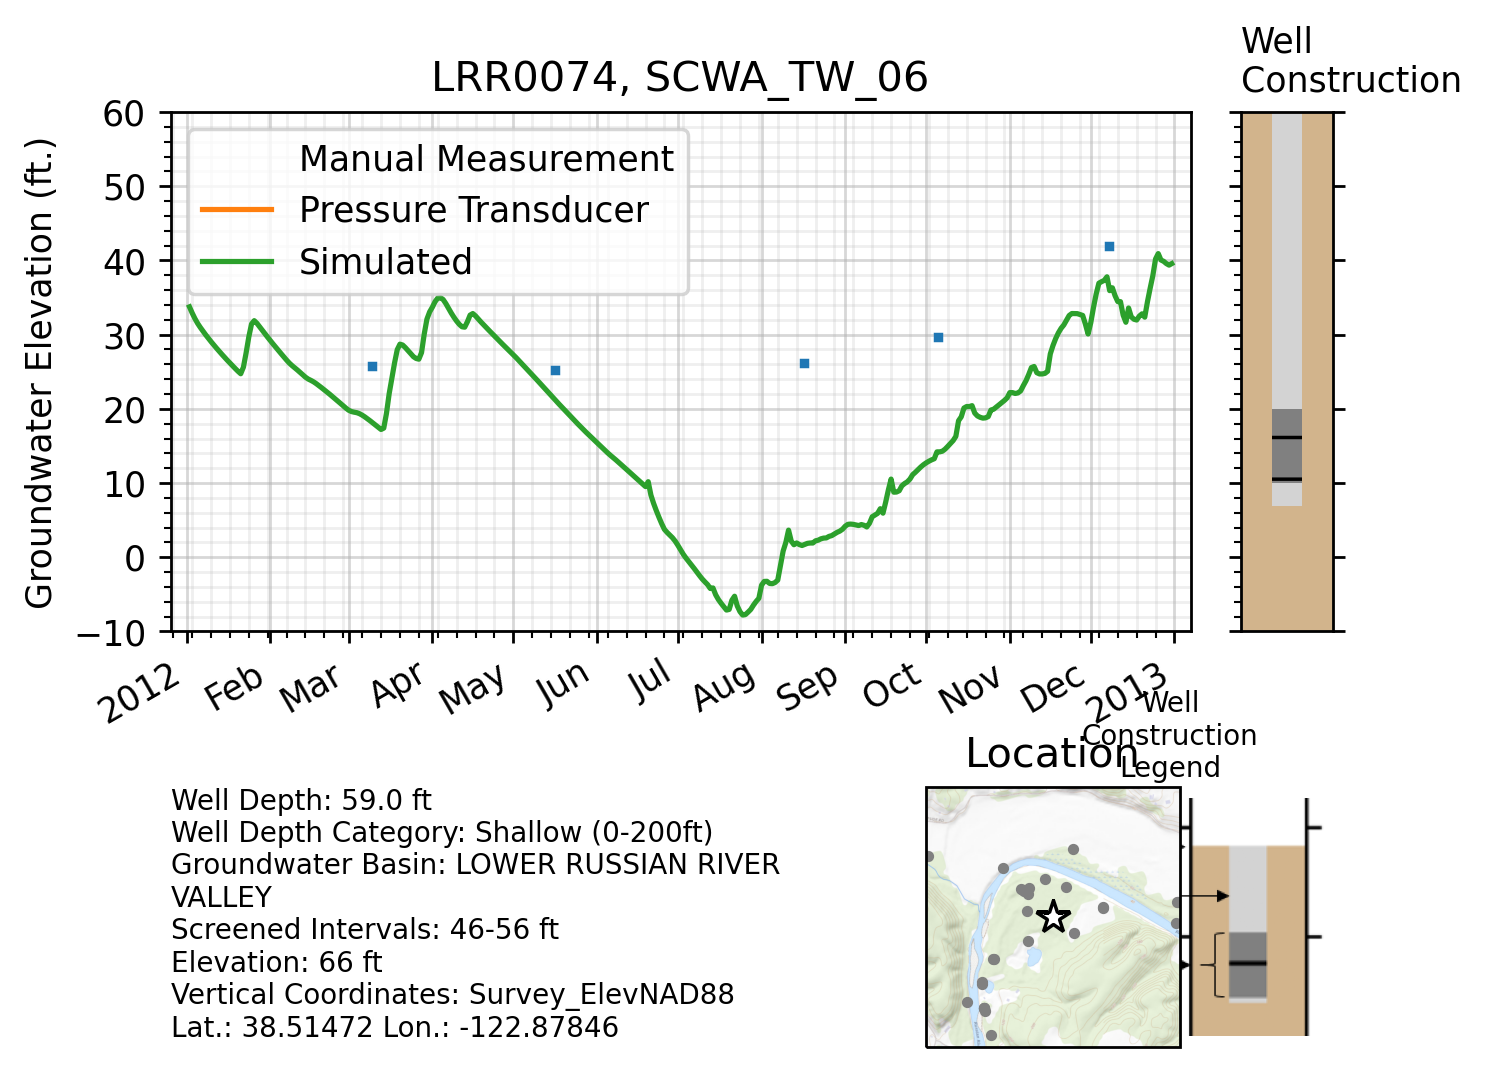 Well
Construction
LRR0074, SCWA_TW_06
Groundwater Elevation (ft.)
60
50
40
30
20
10
0
−10
Manual Measurement
Pressure Transducer
Simulated
2012
Feb
Mar
Apr
May
Jun
Jul
Aug
Sep
Oct
Nov
Dec
2013
Well
Construction
Legend
Location
Well Depth: 59.0 ft
Well Depth Category: Shallow (0-200ft)
Groundwater Basin: LOWER RUSSIAN RIVER
VALLEY
Screened Intervals: 46-56 ft
Elevation: 66 ft
Vertical Coordinates: Survey_ElevNAD88
Lat.: 38.51472 Lon.: -122.87846